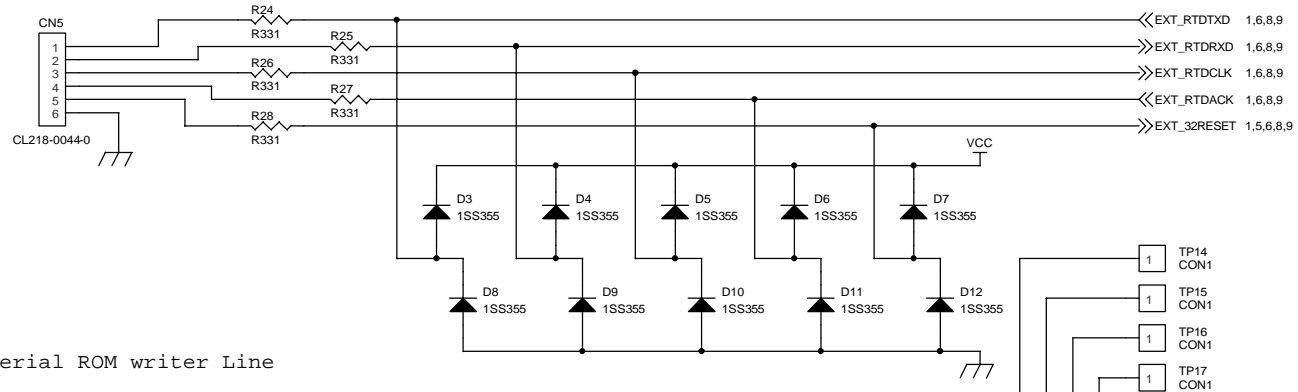 CN5
1
2
3
4
5
6
CL218-0044-0
R24
R331
R25
R331
R26
R331
R27
R331
R28
R331
EXT_RTDTXD 1,6,8,9
EXT_RTDRXD 1,6,8,9
EXT_RTDCLK 1,6,8,9
EXT_RTDACK 1,6,8,9
EXT_32RESET 1,5,6,8,9
VCC
D3
1SS355
D4
1SS355
D5
1SS355
D6
1SS355
D7
1SS355
D8
1SS355
D9
1SS355
D10
1SS355
D11
1SS355
D12
1SS355
1
TP14
CON1
1
TP15
CON1
1
TP16
CON1
1
TP17
CON1
erial ROM writer Line